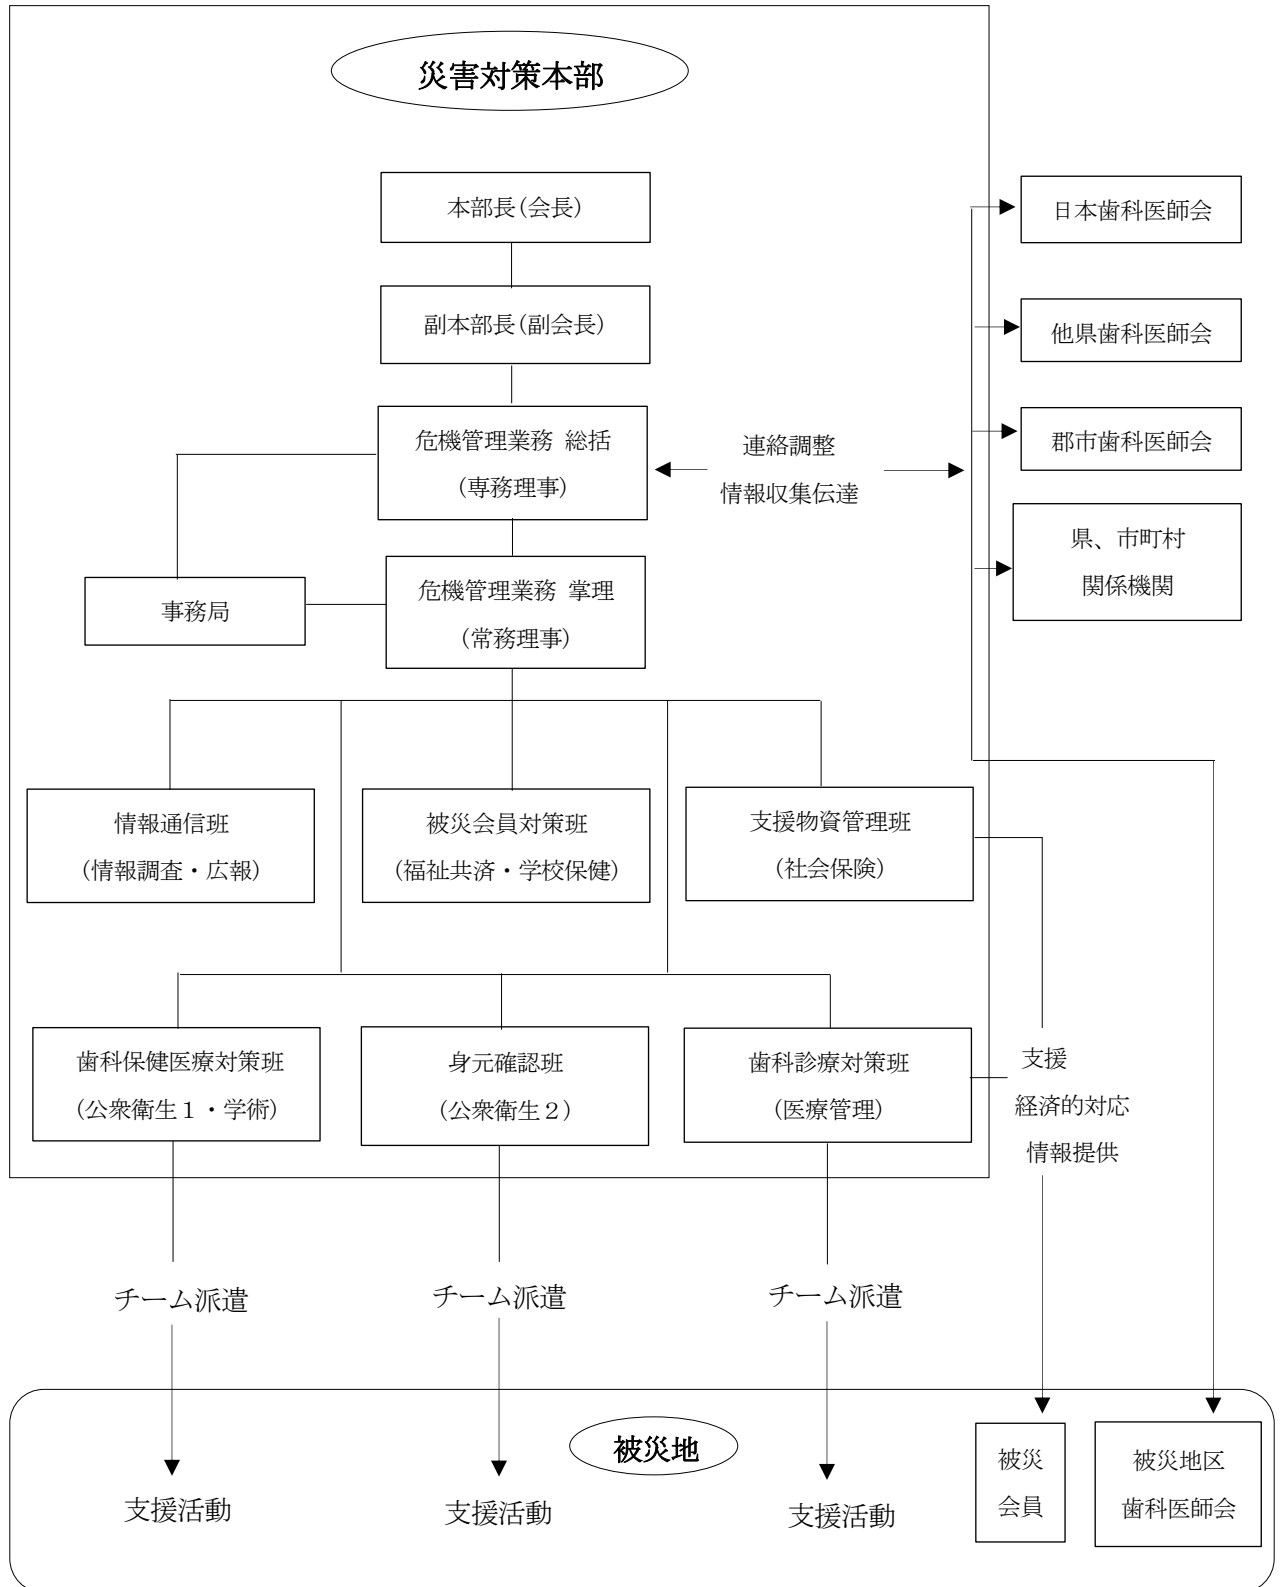 災害対策本部
本部長(会長)
日本歯科医師会
副本部長(副会長)
他県歯科医師会
危機管理業務 総括
(専務理事)
連絡調整
情報収集伝達
郡市歯科医師会
県、市町村
関係機関
事務局
危機管理業務 掌理
(常務理事)
情報通信班
(情報調査・広報)
被災会員対策班
(福祉共済・学校保健)
支援物資管理班
(社会保険)
歯科保健医療対策班
(公衆衛生１・学術)
身元確認班
(公衆衛生２)
歯科診療対策班
(医療管理)
支援
経済的対応
情報提供
チーム派遣
チーム派遣
チーム派遣
被災地
支援活動
支援活動
支援活動
被災
会員
被災地区
歯科医師会